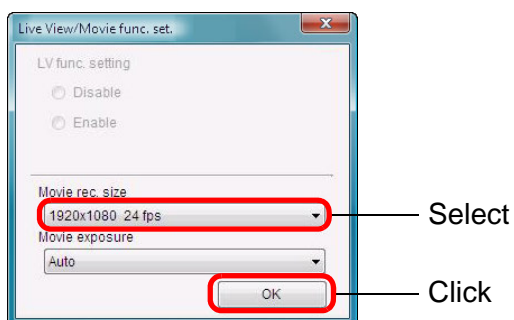 Live View/Movie func. set.
LV func. setting
Disable
Enable
Movie rec. size
1920x1080 24 fps
Select
Movie exposure
Auto
OK
Click